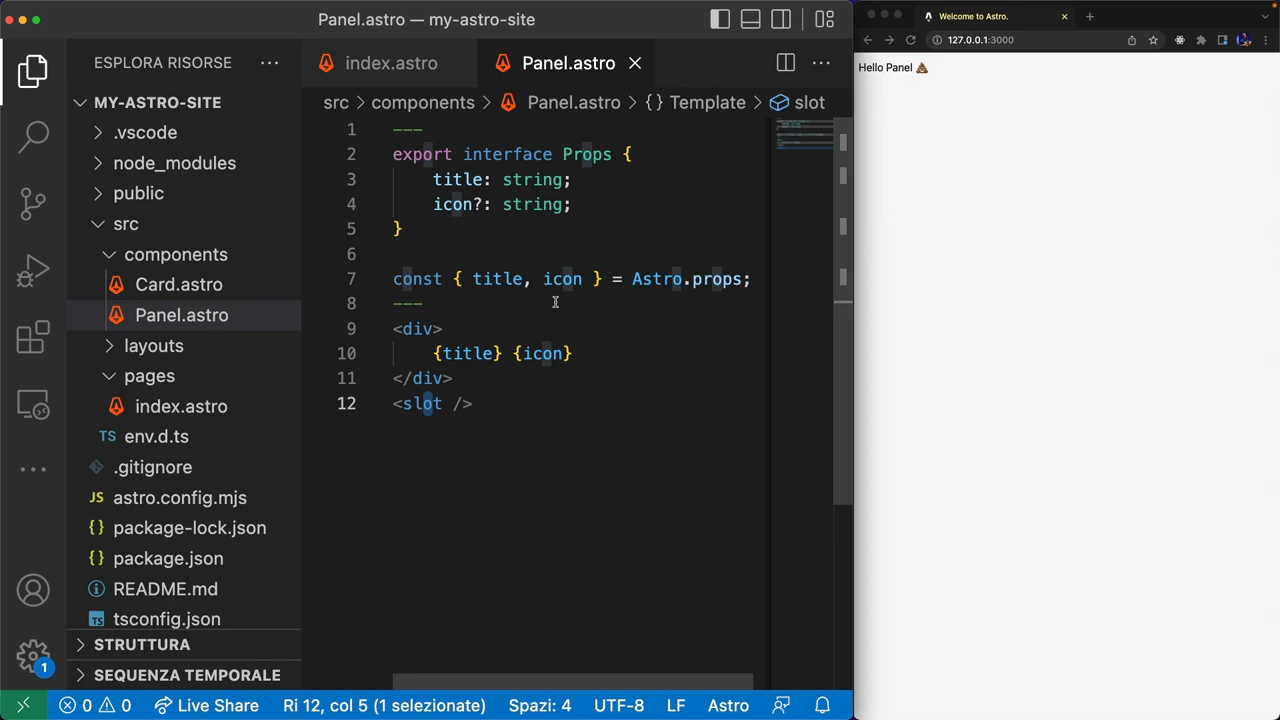 Panel.astro — my-astro-site
ESPLORA RISORSE
MY-ASTRO-SITE
.vscode
node_modules
public
src
components
Card.astro
Panel.astro
layouts
pages
index.astro
TS env.d.ts
.gitignore
JS astro.config.mjs
{} package-lock.json
{} package.json
README.md
TS tsconfig.json
STRUTTURA
SEQUENZA TEMPORALE
1
index.astro
Panel.astro
src > components > Panel.astro > {} Template > slot
1 ---
2 export interface Props {
3 title: string;
4 icon?: string;
5 }
6
7 const { title, icon } = Astro.props;
8 ---
9 <div>
10 {title} {icon}
11 </div>
12 <slot />
0 0 Live Share Ri 12, col 5 (1 selezionate) Spazi: 4 UTF-8 LF Astro
Welcome to Astro.
127.0.0.1:3000
Hello Panel 💩